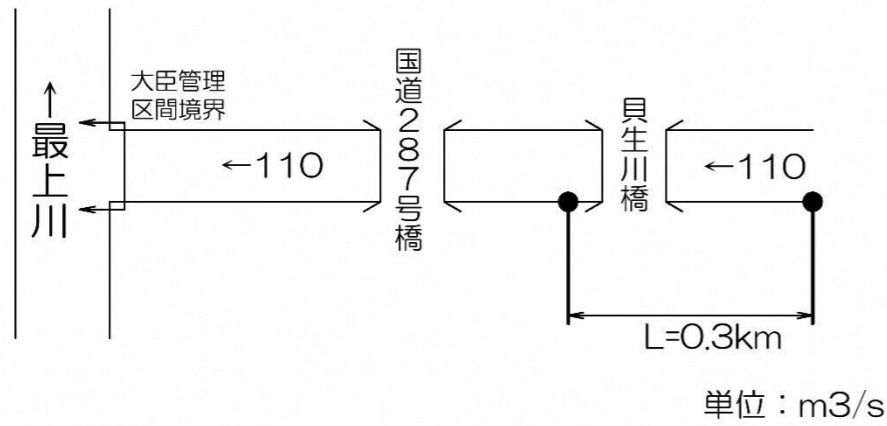 大臣管理
区間境界
↑最上川
←110
国道287号橋
貝生川橋
←110
L=0.3km
単位：m3/s